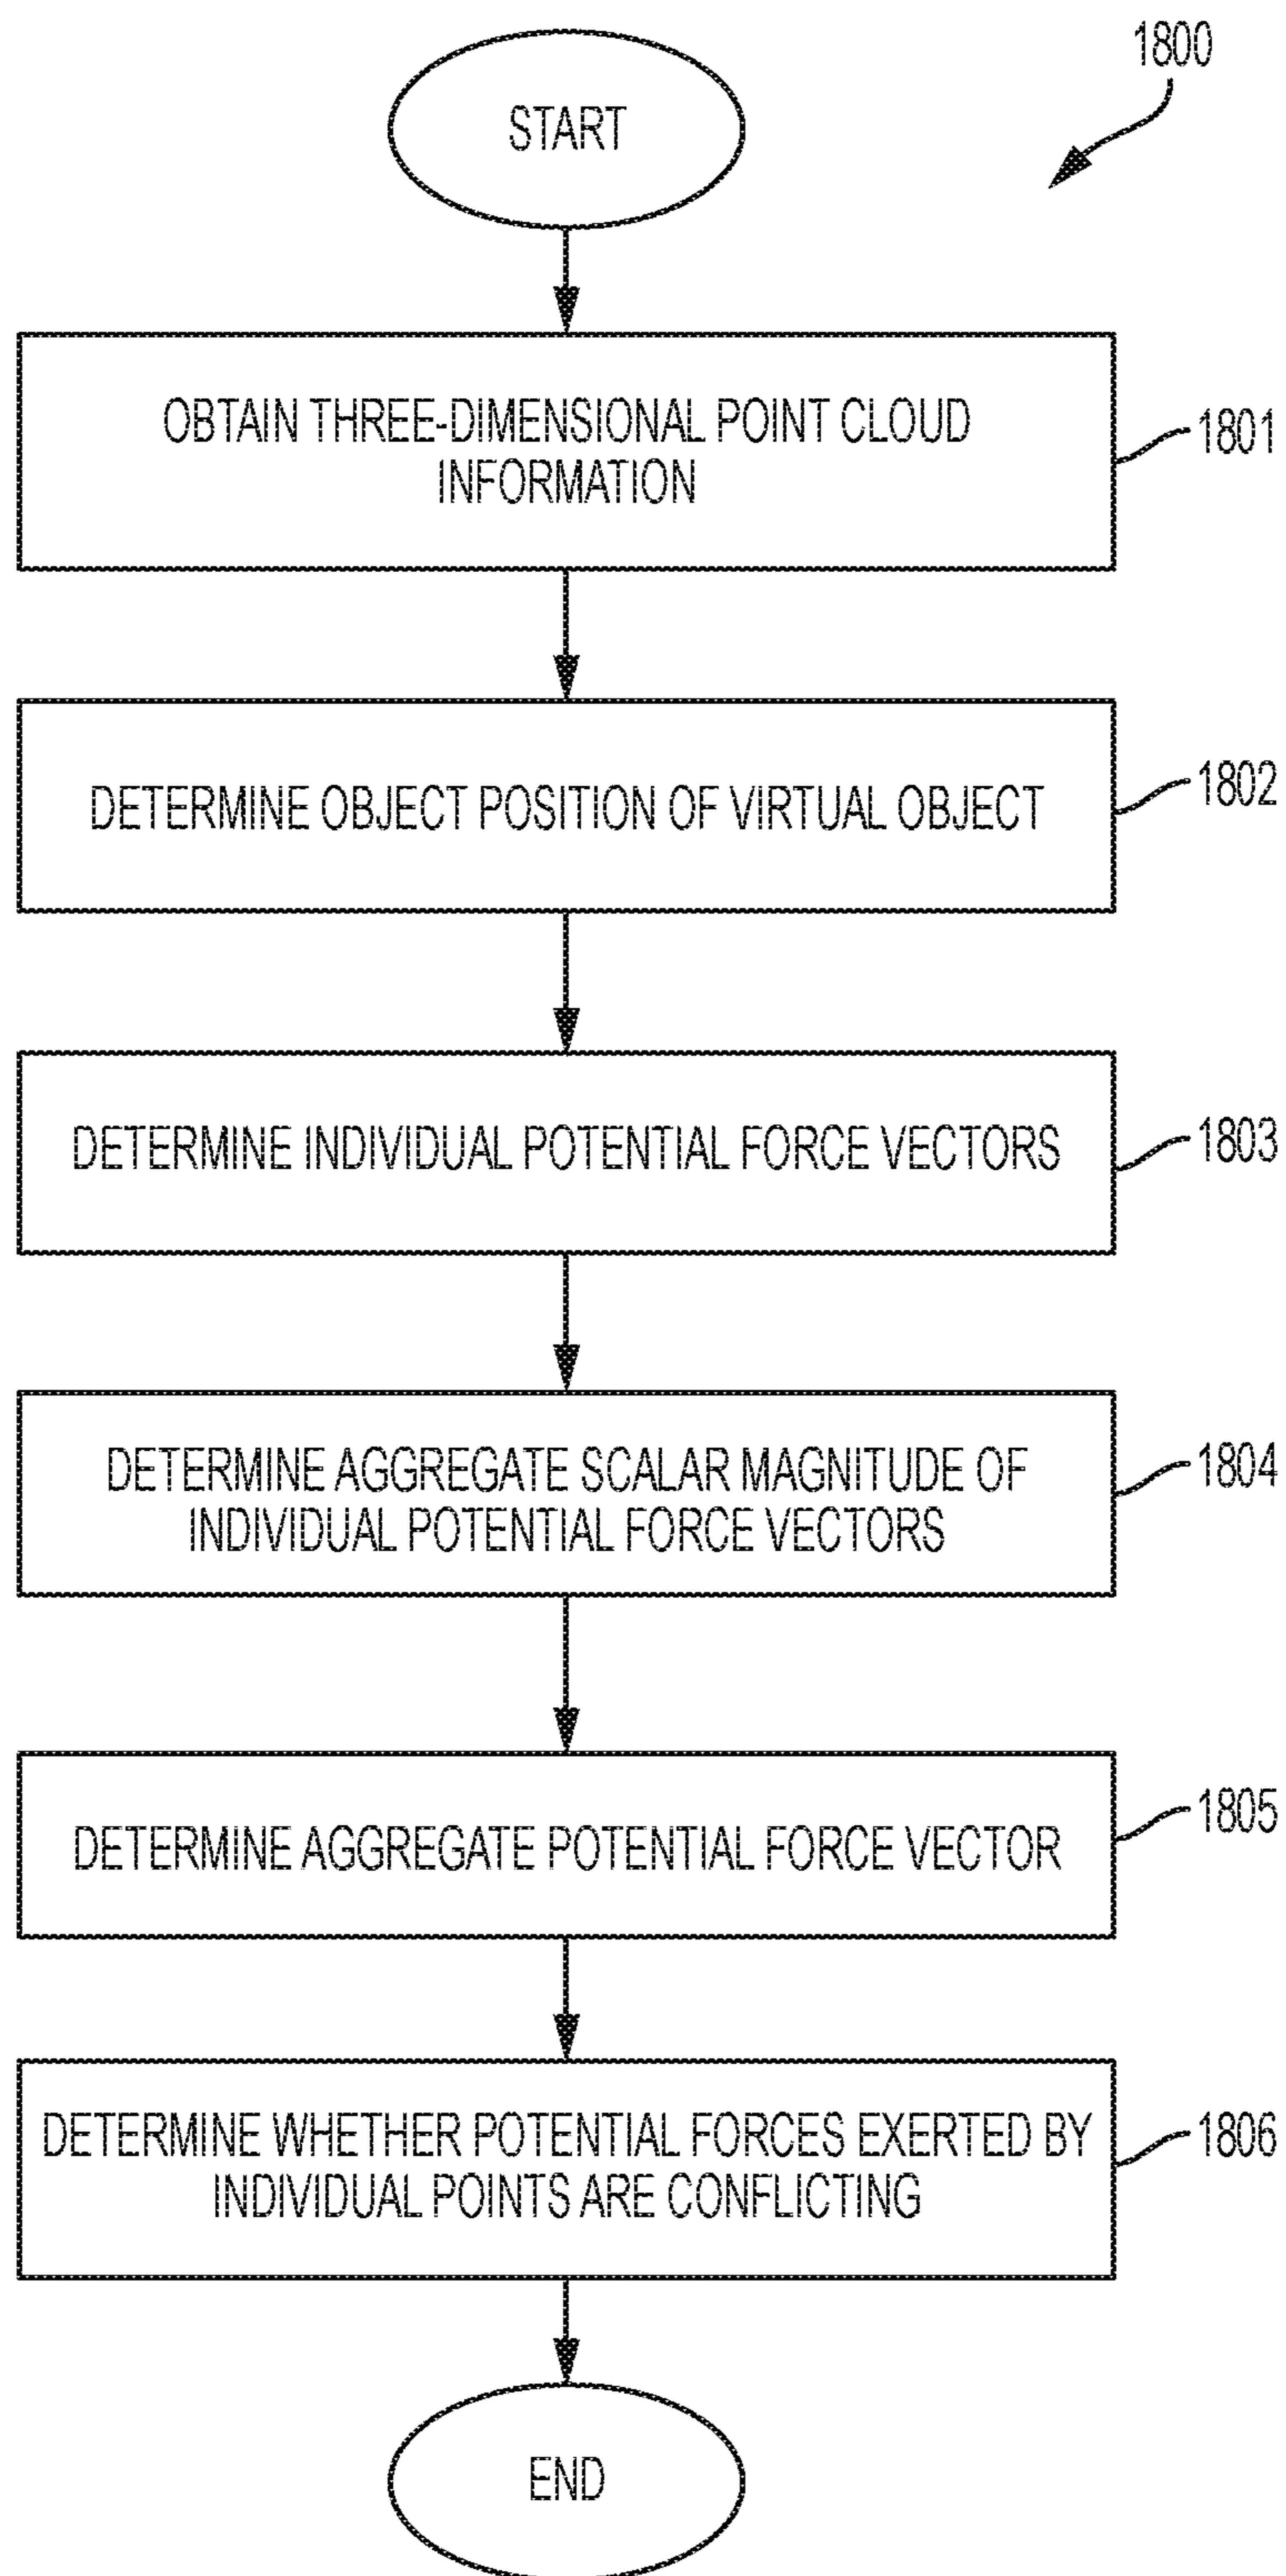 1800
START
OBTAIN THREE-DIMENSIONAL POINT CLOUD
INFORMATION
1801
DETERMINE OBJECT POSITION OF VIRTUAL OBJECT
1802
DETERMINE INDIVIDUAL POTENTIAL FORCE VECTORS
1803
DETERMINE AGGREGATE SCALAR MAGNITUDE OF
INDIVIDUAL POTENTIAL FORCE VECTORS
1804
DETERMINE AGGREGATE POTENTIAL FORCE VECTOR
1805
DETERMINE WHETHER POTENTIAL FORCES EXERTED BY
INDIVIDUAL POINTS ARE CONFLICTING
1806
END